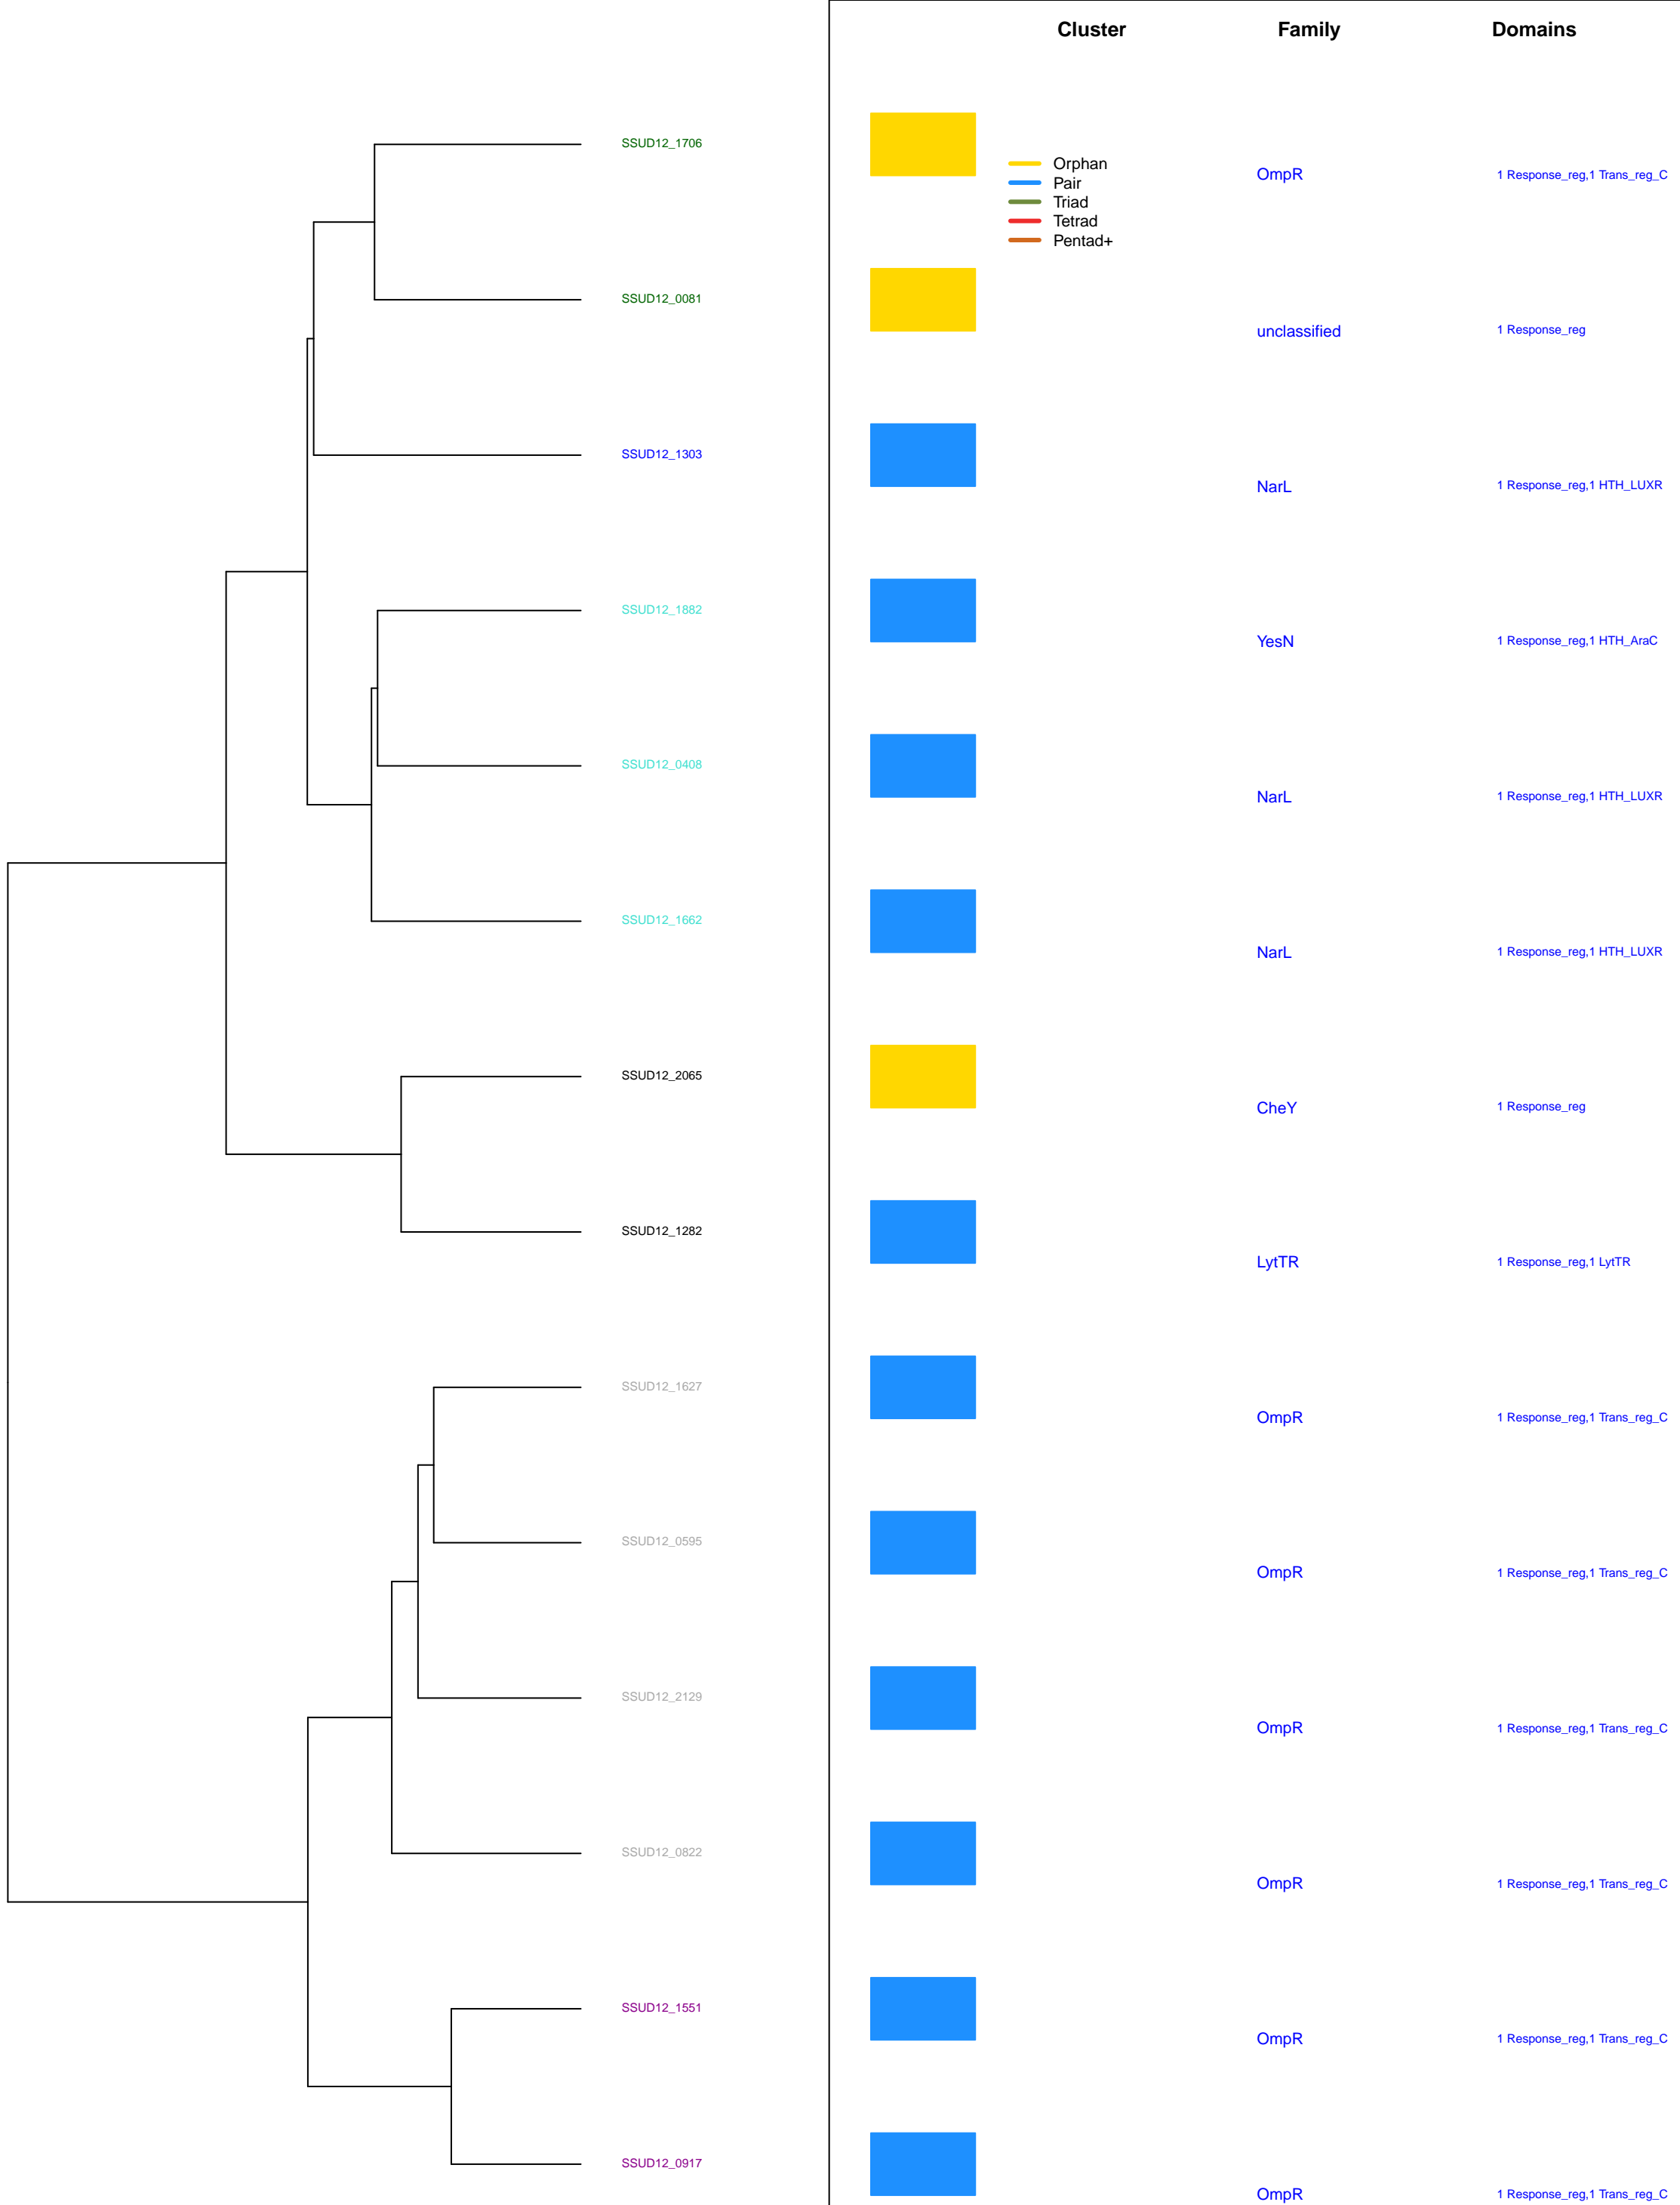 Cluster Family Domains
SSUD12_1706
Orphan
Pair
Triad
Tetrad
Pentad+
OmpR 1 Response_reg,1 Trans_reg_C
SSUD12_0081
unclassified 1 Response_reg
SSUD12_1303
NarL 1 Response_reg,1 HTH_LUXR
SSUD12_1882
YesN 1 Response_reg,1 HTH_AraC
SSUD12_0408
NarL 1 Response_reg,1 HTH_LUXR
SSUD12_1662
NarL 1 Response_reg,1 HTH_LUXR
SSUD12_2065
CheY 1 Response_reg
SSUD12_1282
LytTR 1 Response_reg,1 LytTR
SSUD12_1627
OmpR 1 Response_reg,1 Trans_reg_C
SSUD12_0595
OmpR 1 Response_reg,1 Trans_reg_C
SSUD12_2129
OmpR 1 Response_reg,1 Trans_reg_C
SSUD12_0822
OmpR 1 Response_reg,1 Trans_reg_C
SSUD12_1551
OmpR 1 Response_reg,1 Trans_reg_C
SSUD12_0917
OmpR 1 Response_reg,1 Trans_reg_C